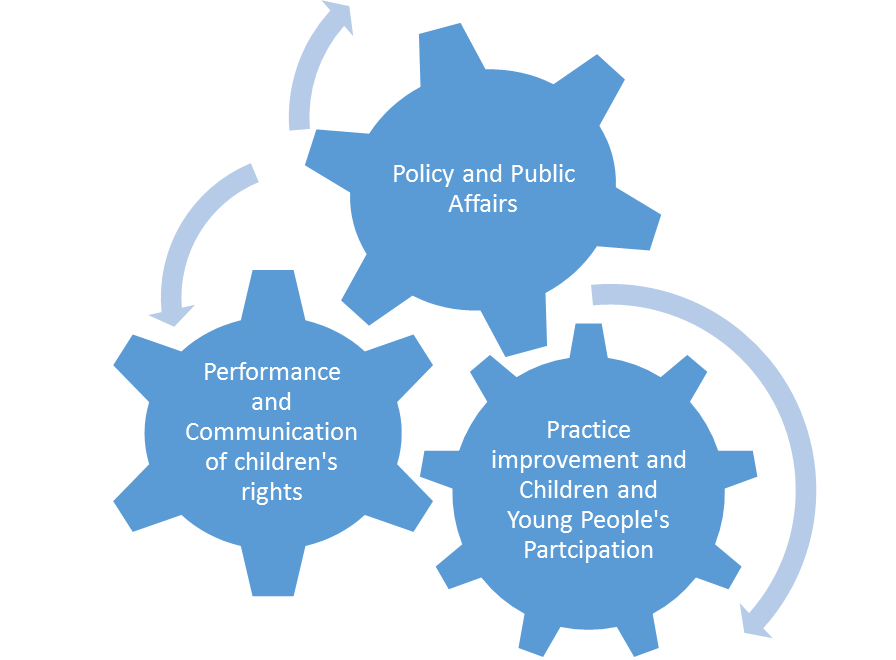 Policy and Public
Affairs
Performance
and
Communication
of children's
rights
Practice
improvement and
Children and
Young People's
Partcipation